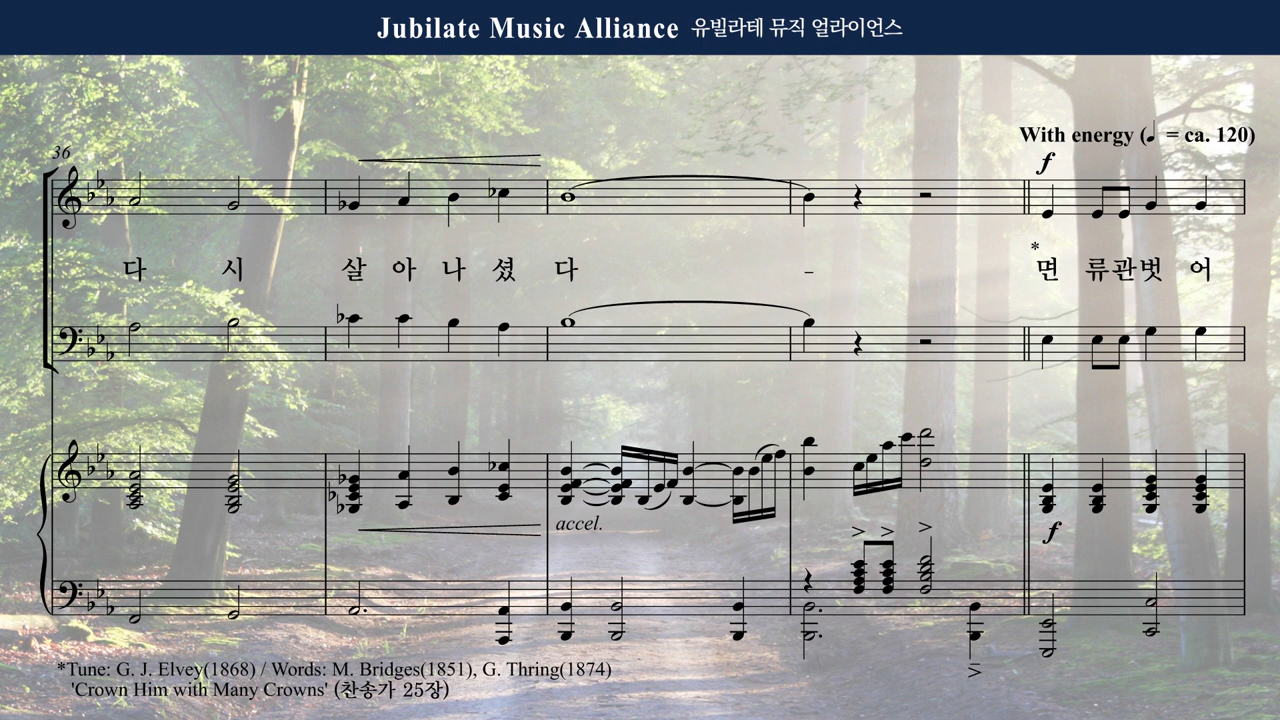 Jubilate Music Alliance 유빌라테 뮤직 얼라이언스
With energy (♩ = ca. 120)
36
f
다 시 살 아 나 셨 다 - * 면 류 관 벗 어
accel.
f
*Tune: G. J. Elvey(1868) / Words: M. Bridges(1851), G. Thring(1874)
'Crown Him with Many Crowns' (찬송가 25장)